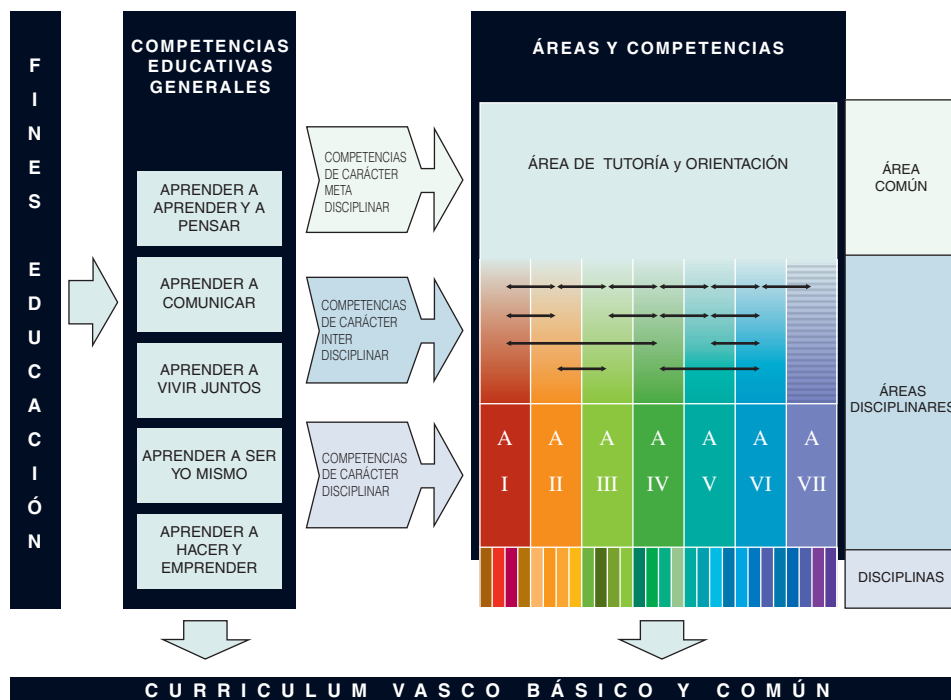 FINES EDUCACIÓN
COMPETENCIAS
EDUCATIVAS
GENERALES
APRENDER A
APRENDER Y A
PENSAR
APRENDER A
COMUNICAR
APRENDER A
VIVIR JUNTOS
APRENDER A SER
YO MISMO
APRENDER A
HACER Y
EMPRENDER
COMPETENCIAS
DE CARÁCTER
META
DISCIPLINAR
COMPETENCIAS
DE CARÁCTER
INTER
DISCIPLINAR
COMPETENCIAS
DE CARÁCTER
DISCIPLINAR
ÁREAS Y COMPETENCIAS
ÁREA DE TUTORÍA y ORIENTACIÓN
A A A A A A A
I II III IV V VI VII
ÁREA
COMÚN
ÁREAS
DISCIPLINARES
DISCIPLINAS
CURRICULUM VASCO BÁSICO Y COMÚN